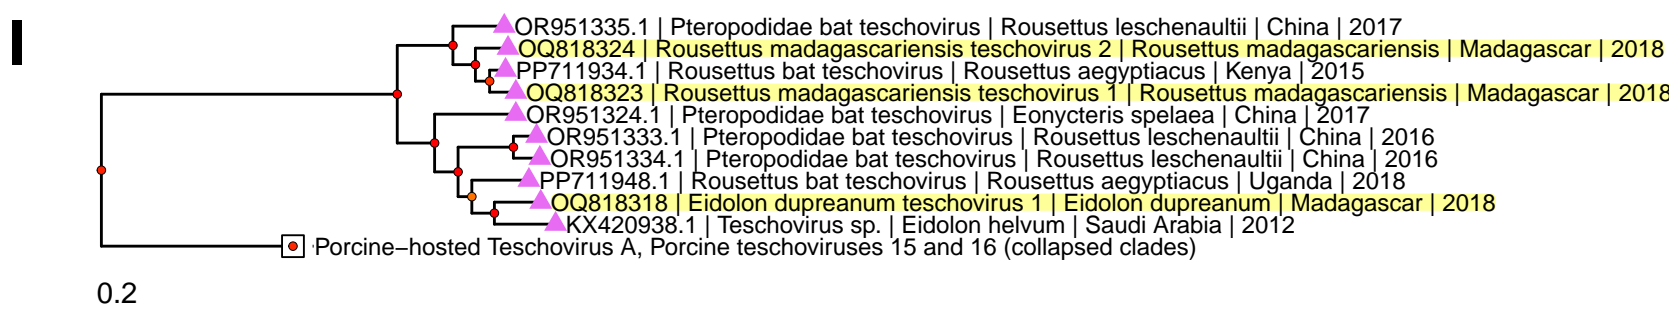 OR951335.1 | Pteropodidae bat teschovirus | Rousettus leschenaultii | China | 2017
OQ818324 | Rousettus madagascariensis teschovirus 2 | Rousettus madagascariensis | Madagascar | 2018
PP711934.1 | Rousettus bat teschovirus | Rousettus aegyptiacus | Kenya | 2015
OQ818323 | Rousettus madagascariensis teschovirus 1 | Rousettus madagascariensis | Madagascar | 2018
OR951324.1 | Pteropodidae bat teschovirus | Eonycteris spelaea | China | 2017
OR951333.1 | Pteropodidae bat teschovirus | Rousettus leschenaultii | China | 2016
OR951334.1 | Pteropodidae bat teschovirus | Rousettus leschenaultii | China | 2016
PP711948.1 | Rousettus bat teschovirus | Rousettus aegyptiacus | Uganda | 2018
OQ818318 | Eidolon dupreanum teschovirus 1 | Eidolon dupreanum | Madagascar | 2018
KX420938.1 | Teschovirus sp. | Eidolon helvum | Saudi Arabia | 2012
Porcine−hosted Teschovirus A, Porcine teschoviruses 15 and 16 (collapsed clades)
0.2